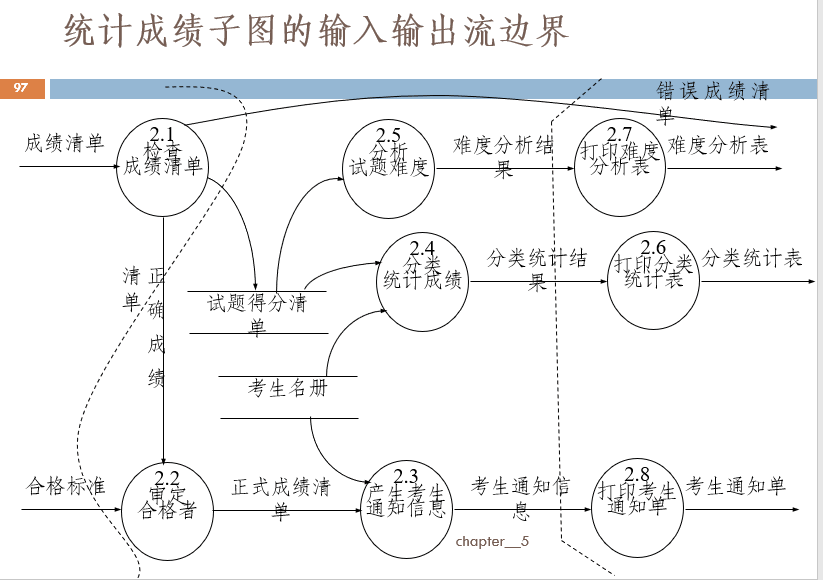 统计成绩子图的输入输出流边界
97
错误成绩清
单
成绩清单
2.1
检查
成绩清单
2.5
分析
试题难度
难度分析结
果
2.7
打印难度
分析表
难度分析表
2.4
分类
统计成绩
分类统计结
果
2.6
打印分类
统计表
分类统计表
正确成绩
清单
试题得分清
单
考生名册
合格标准
2.2
审定
合格者
正式成绩清
单
2.3
产生考生
通知信息
考生通知信
息
2.8
打印考生
通知单
考生通知单
chapter__5